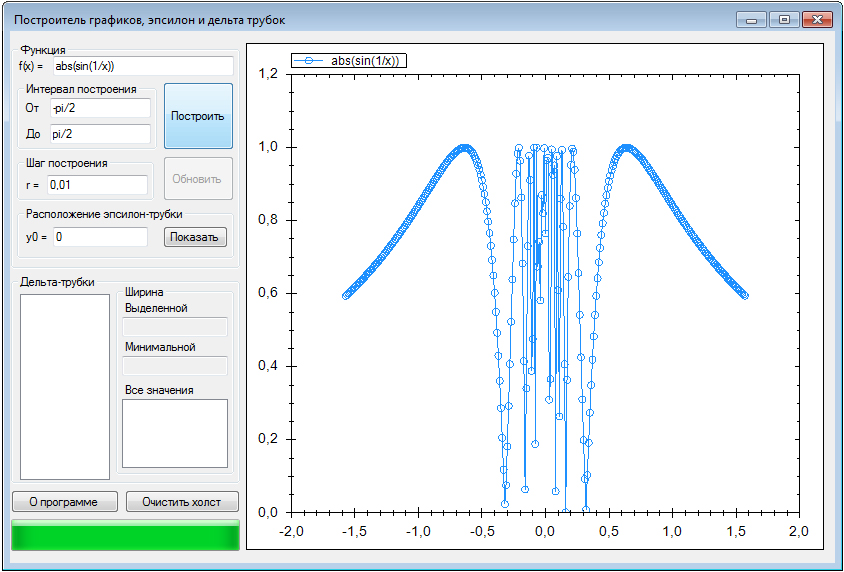 Построитель графиков, эпсилон и дельта трубок
Функция
f(x) = abs(sin(1/x))
Интервал построения
От -pi/2
До pi/2
Построить
Шаг построения
r = 0,01
Обновить
Расположение эпсилон-трубки
y0 = 0
Показать
Дельта-трубки
Ширина
Выделенной
Минимальной
Все значения
О программе
Очистить холст
abs(sin(1/x))
1,2
1,0
0,8
0,6
0,4
0,2
0,0
-2,0 -1,5 -1,0 -0,5 0,0 0,5 1,0 1,5 2,0